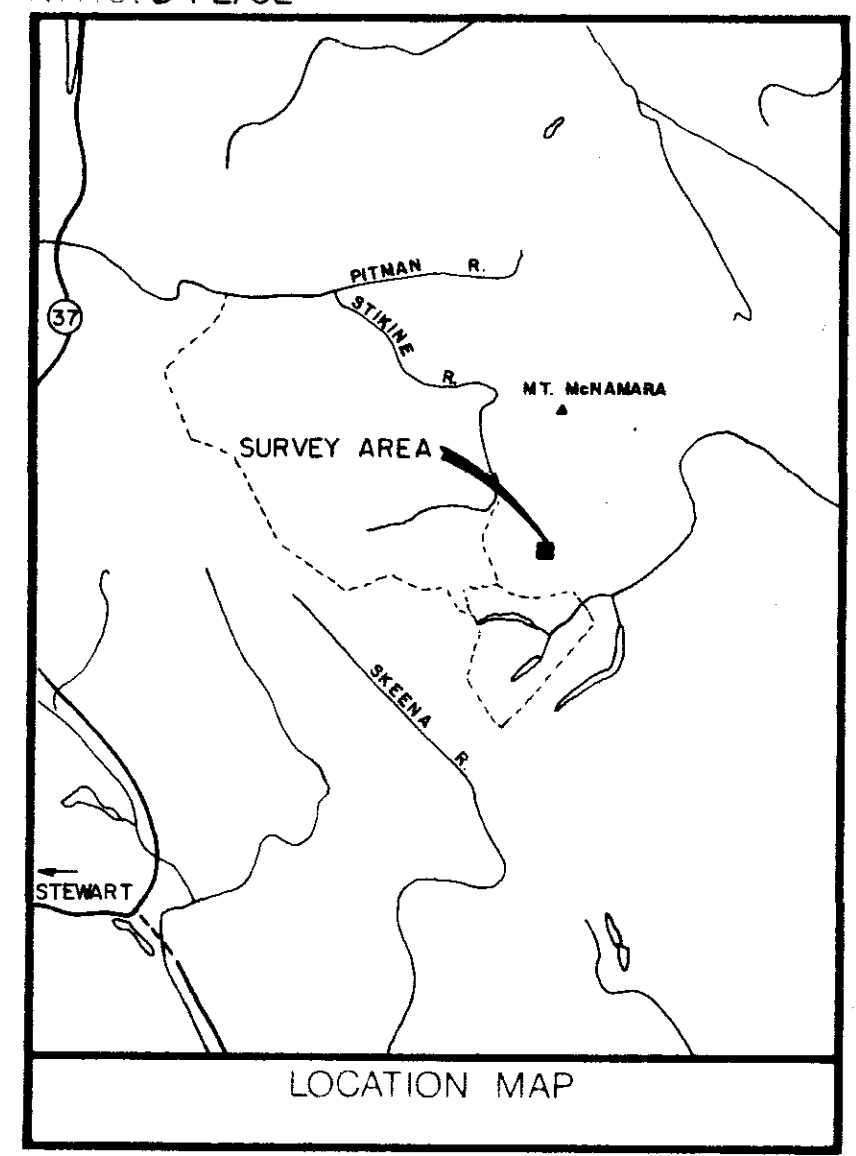 PITMAN R.
STIKINE R.
37
MT. McNAMARA
SURVEY AREA
SKEENA R.
STEWART
LOCATION MAP